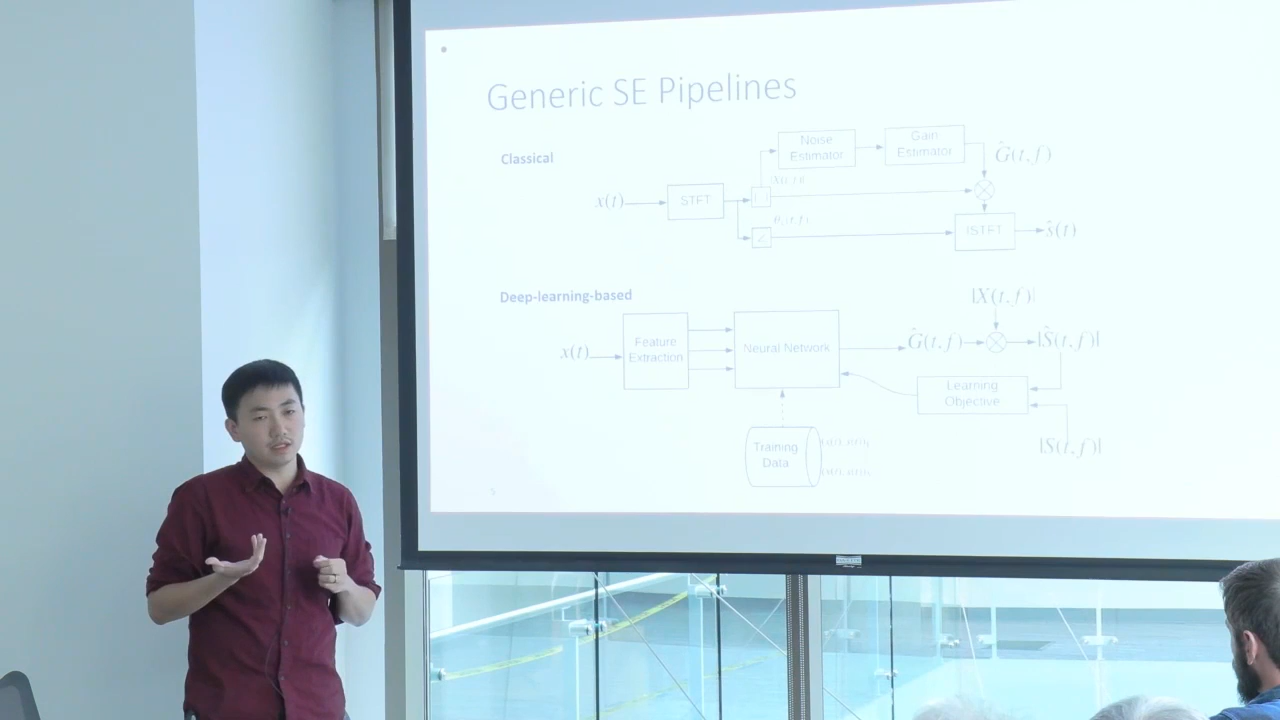 Generic SE Pipelines
Classical
Noise
Estimator
Gain
Estimator
Ĝ(t,f)
x(t)
STFT
|X(t,f)|
θₓ(t,f)
∠
ISTFT
ŝ(t)
Deep-learning-based
|X(t,f)|
x(t)
Feature
Extraction
Neural Network
Ĝ(t,f)
|Ŝ(t,f)|
Learning
Objective
Training
Data
|S(t,f)|